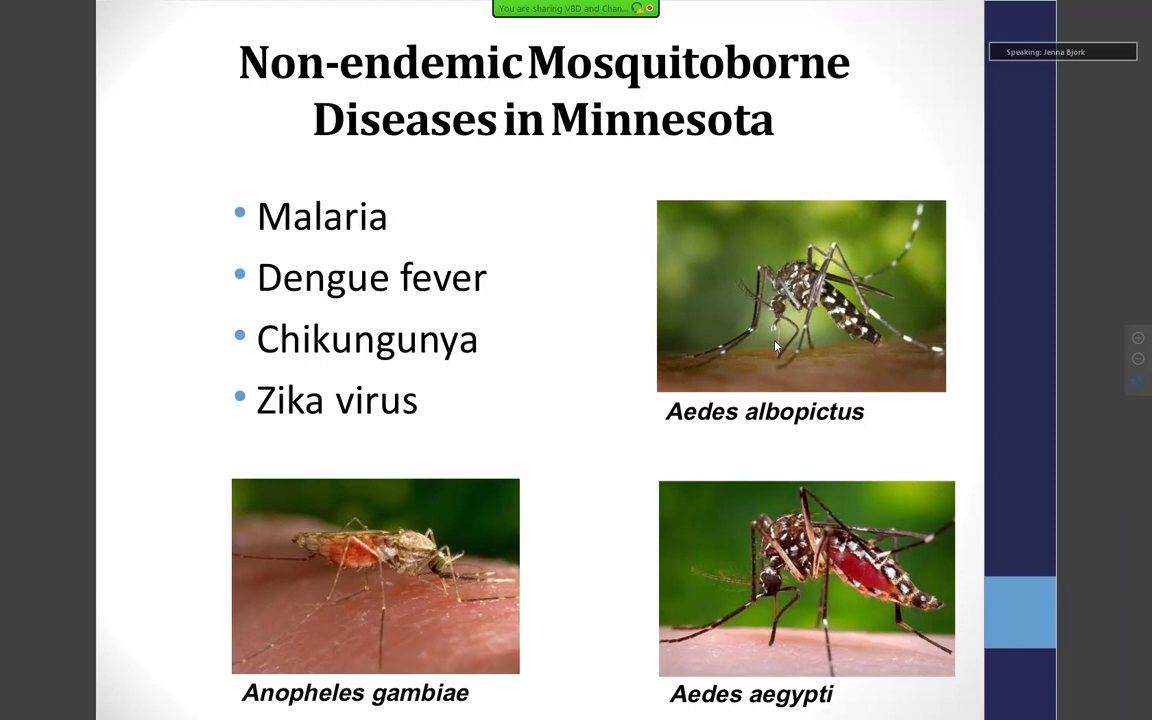 You are sharing VBD and Chan...
Speaking: Jenna Bjork
Non-endemic Mosquitoborne
Diseases in Minnesota
• Malaria
• Dengue fever
• Chikungunya
• Zika virus
Aedes albopictus
Anopheles gambiae
Aedes aegypti